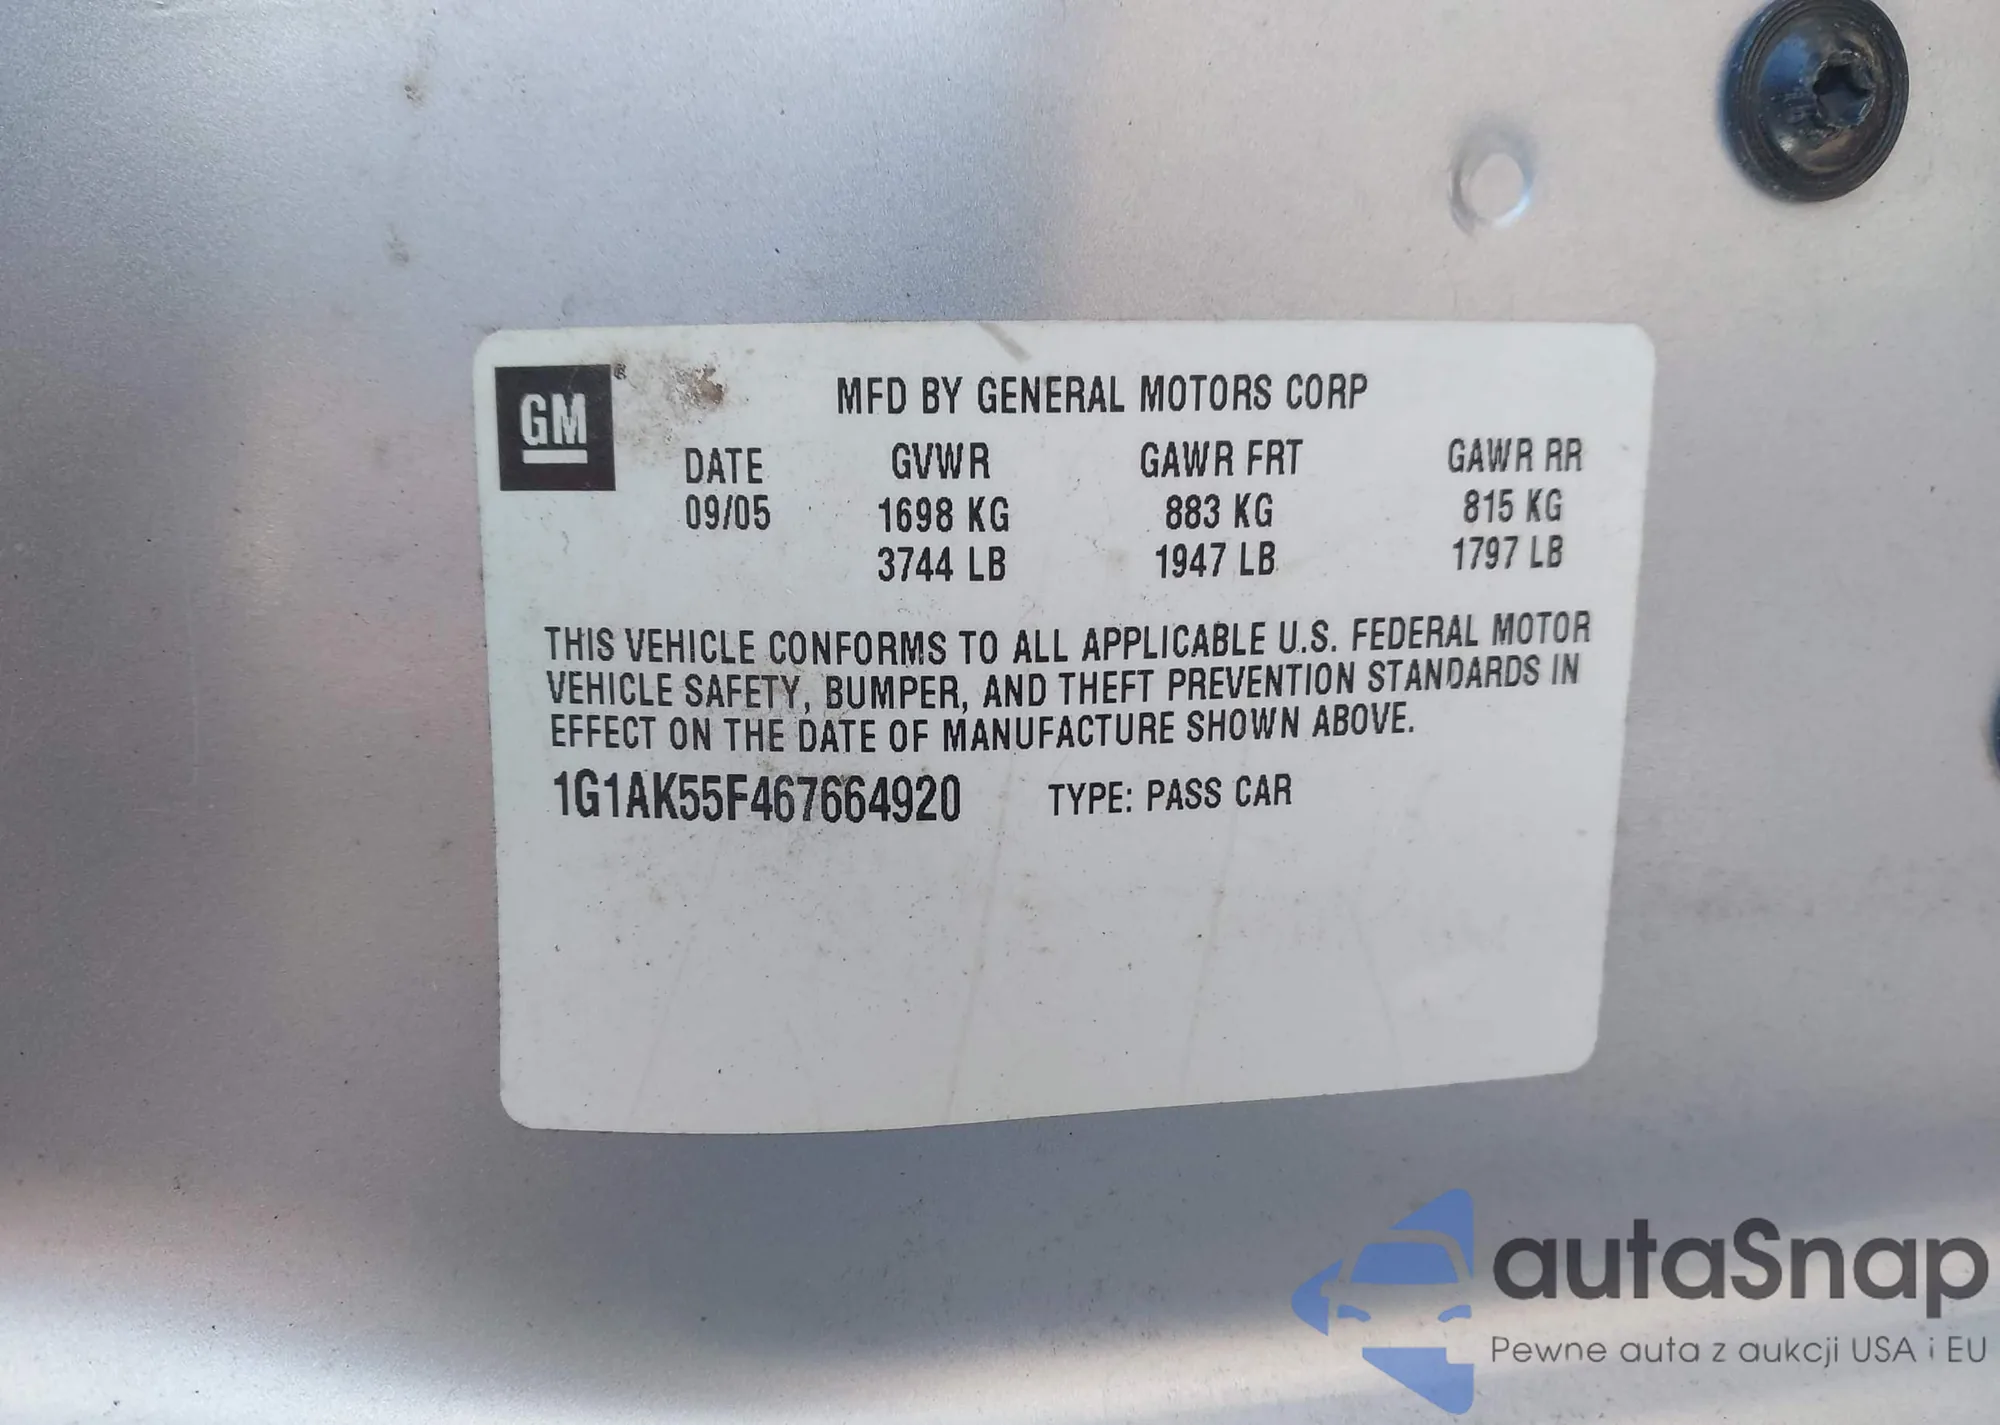 GM®
MFD BY GENERAL MOTORS CORP
DATE GVWR GAWR FRT GAWR RR
09/05 1698 KG 883 KG 815 KG
3744 LB 1947 LB 1797 LB
THIS VEHICLE CONFORMS TO ALL APPLICABLE U.S. FEDERAL MOTOR
VEHICLE SAFETY, BUMPER, AND THEFT PREVENTION STANDARDS IN
EFFECT ON THE DATE OF MANUFACTURE SHOWN ABOVE.
1G1AK55F467664920 TYPE: PASS CAR
autaSnap
Pewne auta z aukcji USA i EU